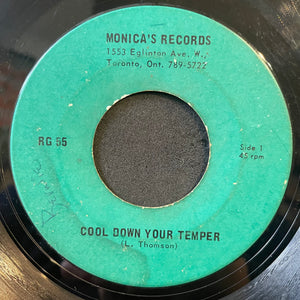 MONICA'S RECORDS
1553 Eglinton Ave. W.,
Toronto, Ont. 789-5722
RG 55
Side 1
45 rpm
COOL DOWN YOUR TEMPER
(L. Thomson)